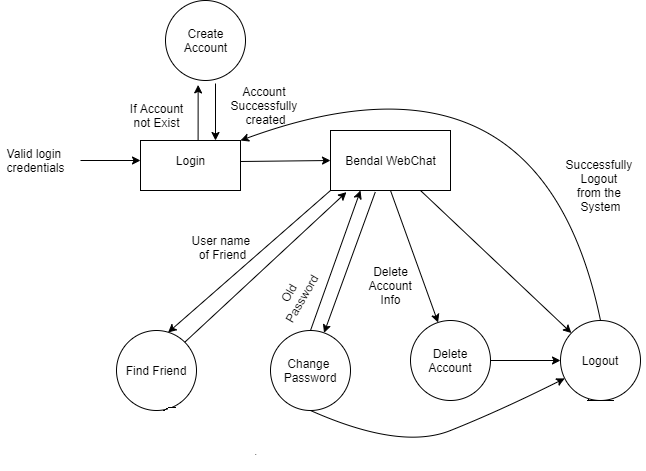 Create
Account
If Account
not Exist
Account
Successfully
created
Valid login
credentials
Login
Bendal WebChat
Successfully
Logout
from the
System
User name
of Friend
Old
Password
Delete
Account
Info
Find Friend
Change
Password
Delete
Account
Logout